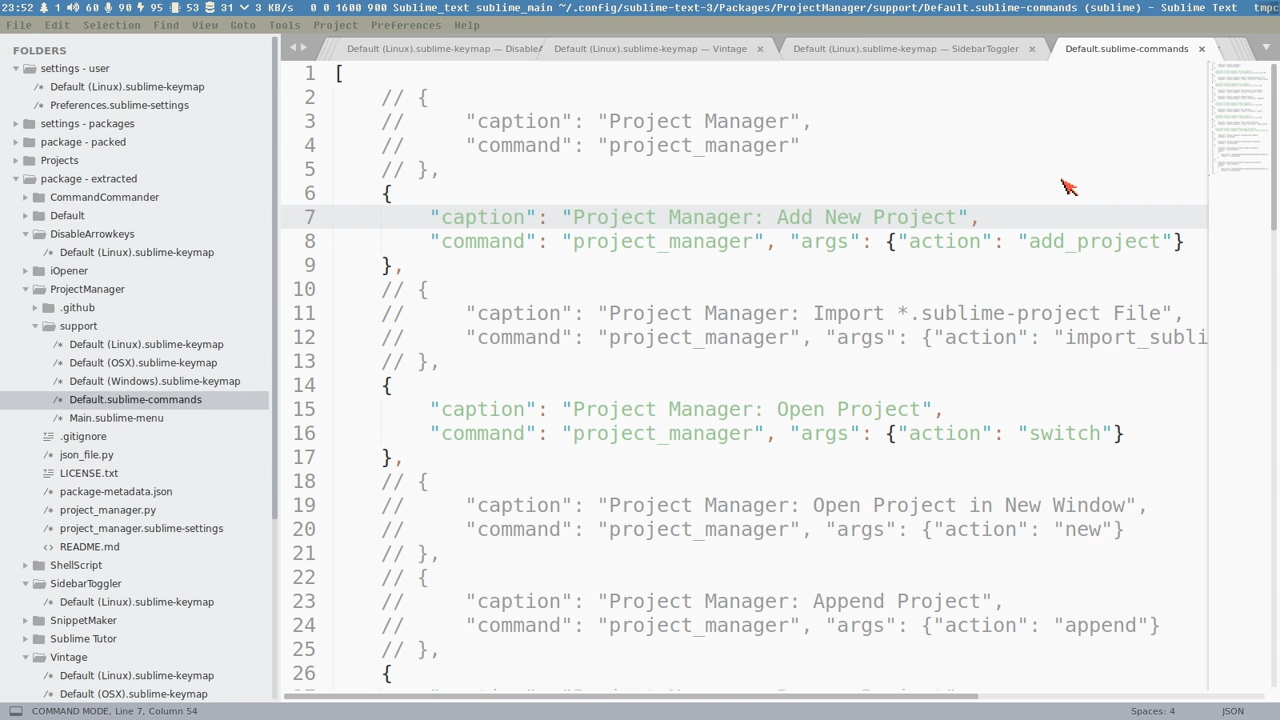 23:52 1 60 90 95 53 31 3 KB/s 0 0 1600 900 Sublime_text sublime_main ~/.config/sublime-text-3/Packages/ProjectManager/support/Default.sublime-commands (sublime) - Sublime Text tmpc
File Edit Selection Find View Goto Tools Project Preferences Help
FOLDERS
settings - user
Default (Linux).sublime-keymap
Preferences.sublime-settings
settings - packages
package - packed
Projects
package - extracted
CommandCommander
Default
DisableArrowkeys
Default (Linux).sublime-keymap
iOpener
ProjectManager
.github
support
Default (Linux).sublime-keymap
Default (OSX).sublime-keymap
Default (Windows).sublime-keymap
Default.sublime-commands
Main.sublime-menu
.gitignore
json_file.py
LICENSE.txt
package-metadata.json
project_manager.py
project_manager.sublime-settings
README.md
ShellScript
SidebarToggler
Default (Linux).sublime-keymap
SnippetMaker
Sublime Tutor
Vintage
Default (Linux).sublime-keymap
Default (OSX).sublime-keymap
Default (Linux).sublime-keymap — DisableA Default (Linux).sublime-keymap — Vintage × Default (Linux).sublime-keymap — SidebarToggler × Default.sublime-commands ×
1 [
2 // {
3 // "caption": "Project Manager",
4 // "command": "project_manager"
5 // },
6 {
7 "caption": "Project Manager: Add New Project",
8 "command": "project_manager", "args": {"action": "add_project"}
9 },
10 // {
11 // "caption": "Project Manager: Import *.sublime-project File",
12 // "command": "project_manager", "args": {"action": "import_subli
13 // },
14 {
15 "caption": "Project Manager: Open Project",
16 "command": "project_manager", "args": {"action": "switch"}
17 },
18 // {
19 // "caption": "Project Manager: Open Project in New Window",
20 // "command": "project_manager", "args": {"action": "new"}
21 // },
22 // {
23 // "caption": "Project Manager: Append Project",
24 // "command": "project_manager", "args": {"action": "append"}
25 // },
26 {
COMMAND MODE, Line 7, Column 54 Spaces: 4 JSON